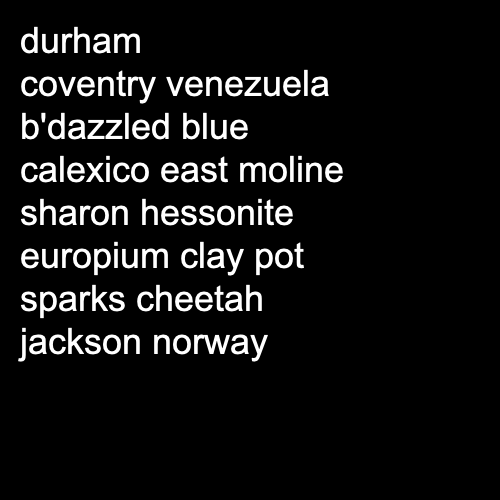 durham
coventry venezuela
b'dazzled blue
calexico east moline
sharon hessonite
europium clay pot
sparks cheetah
jackson norway